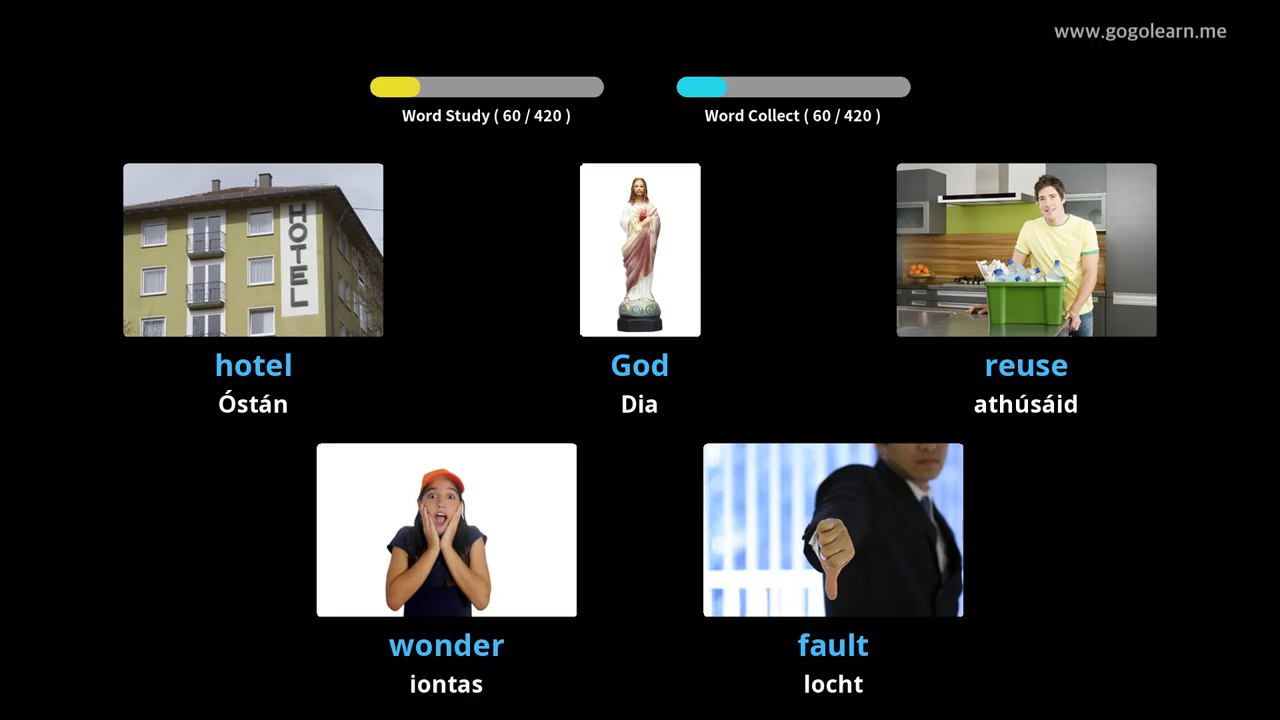 www.gogolearn.me
Word Study ( 60 / 420 )
Word Collect ( 60 / 420 )
HOTEL
hotel
God
reuse
Óstán
Dia
athúsáid
wonder
fault
iontas
locht